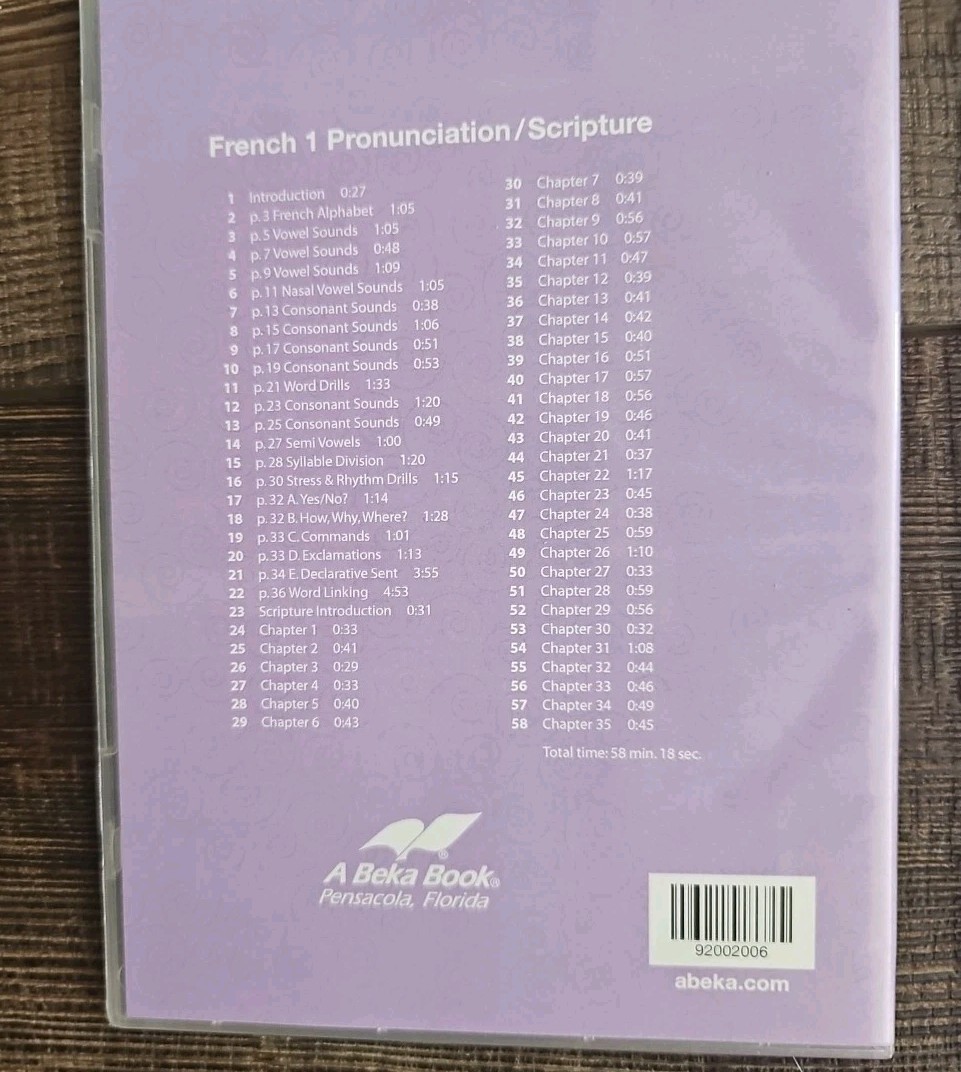 French 1 Pronunciation/Scripture
1 Introduction 0:27
2 p.3 French Alphabet 1:05
3 p.5 Vowel Sounds 1:05
4 p.7 Vowel Sounds 0:48
5 p.9 Vowel Sounds 1:09
6 p.11 Nasal Vowel Sounds 1:05
7 p.13 Consonant Sounds 0:38
8 p.15 Consonant Sounds 1:06
9 p.17 Consonant Sounds 0:51
10 p.19 Consonant Sounds 0:53
11 p.21 Word Drills 1:33
12 p.23 Consonant Sounds 1:20
13 p.25 Consonant Sounds 0:49
14 p.27 Semi Vowels 1:00
15 p.28 Syllable Division 1:20
16 p.30 Stress & Rhythm Drills 1:15
17 p.32 A. Yes/No? 1:14
18 p.32 B. How, Why, Where? 1:28
19 p.33 C. Commands 1:01
20 p.33 D. Exclamations 1:13
21 p.34 E. Declarative Sent 3:55
22 p.36 Word Linking 4:53
23 Scripture Introduction 0:31
24 Chapter 1 0:33
25 Chapter 2 0:41
26 Chapter 3 0:29
27 Chapter 4 0:33
28 Chapter 5 0:40
29 Chapter 6 0:43
30 Chapter 7 0:39
31 Chapter 8 0:41
32 Chapter 9 0:56
33 Chapter 10 0:57
34 Chapter 11 0:47
35 Chapter 12 0:39
36 Chapter 13 0:41
37 Chapter 14 0:42
38 Chapter 15 0:40
39 Chapter 16 0:51
40 Chapter 17 0:57
41 Chapter 18 0:56
42 Chapter 19 0:46
43 Chapter 20 0:41
44 Chapter 21 0:37
45 Chapter 22 1:17
46 Chapter 23 0:45
47 Chapter 24 0:38
48 Chapter 25 0:59
49 Chapter 26 1:10
50 Chapter 27 0:33
51 Chapter 28 0:59
52 Chapter 29 0:56
53 Chapter 30 0:32
54 Chapter 31 1:08
55 Chapter 32 0:44
56 Chapter 33 0:46
57 Chapter 34 0:49
58 Chapter 35 0:45
Total time: 58 min. 18 sec.
®
A Beka Book®
Pensacola, Florida
92002006
abeka.com